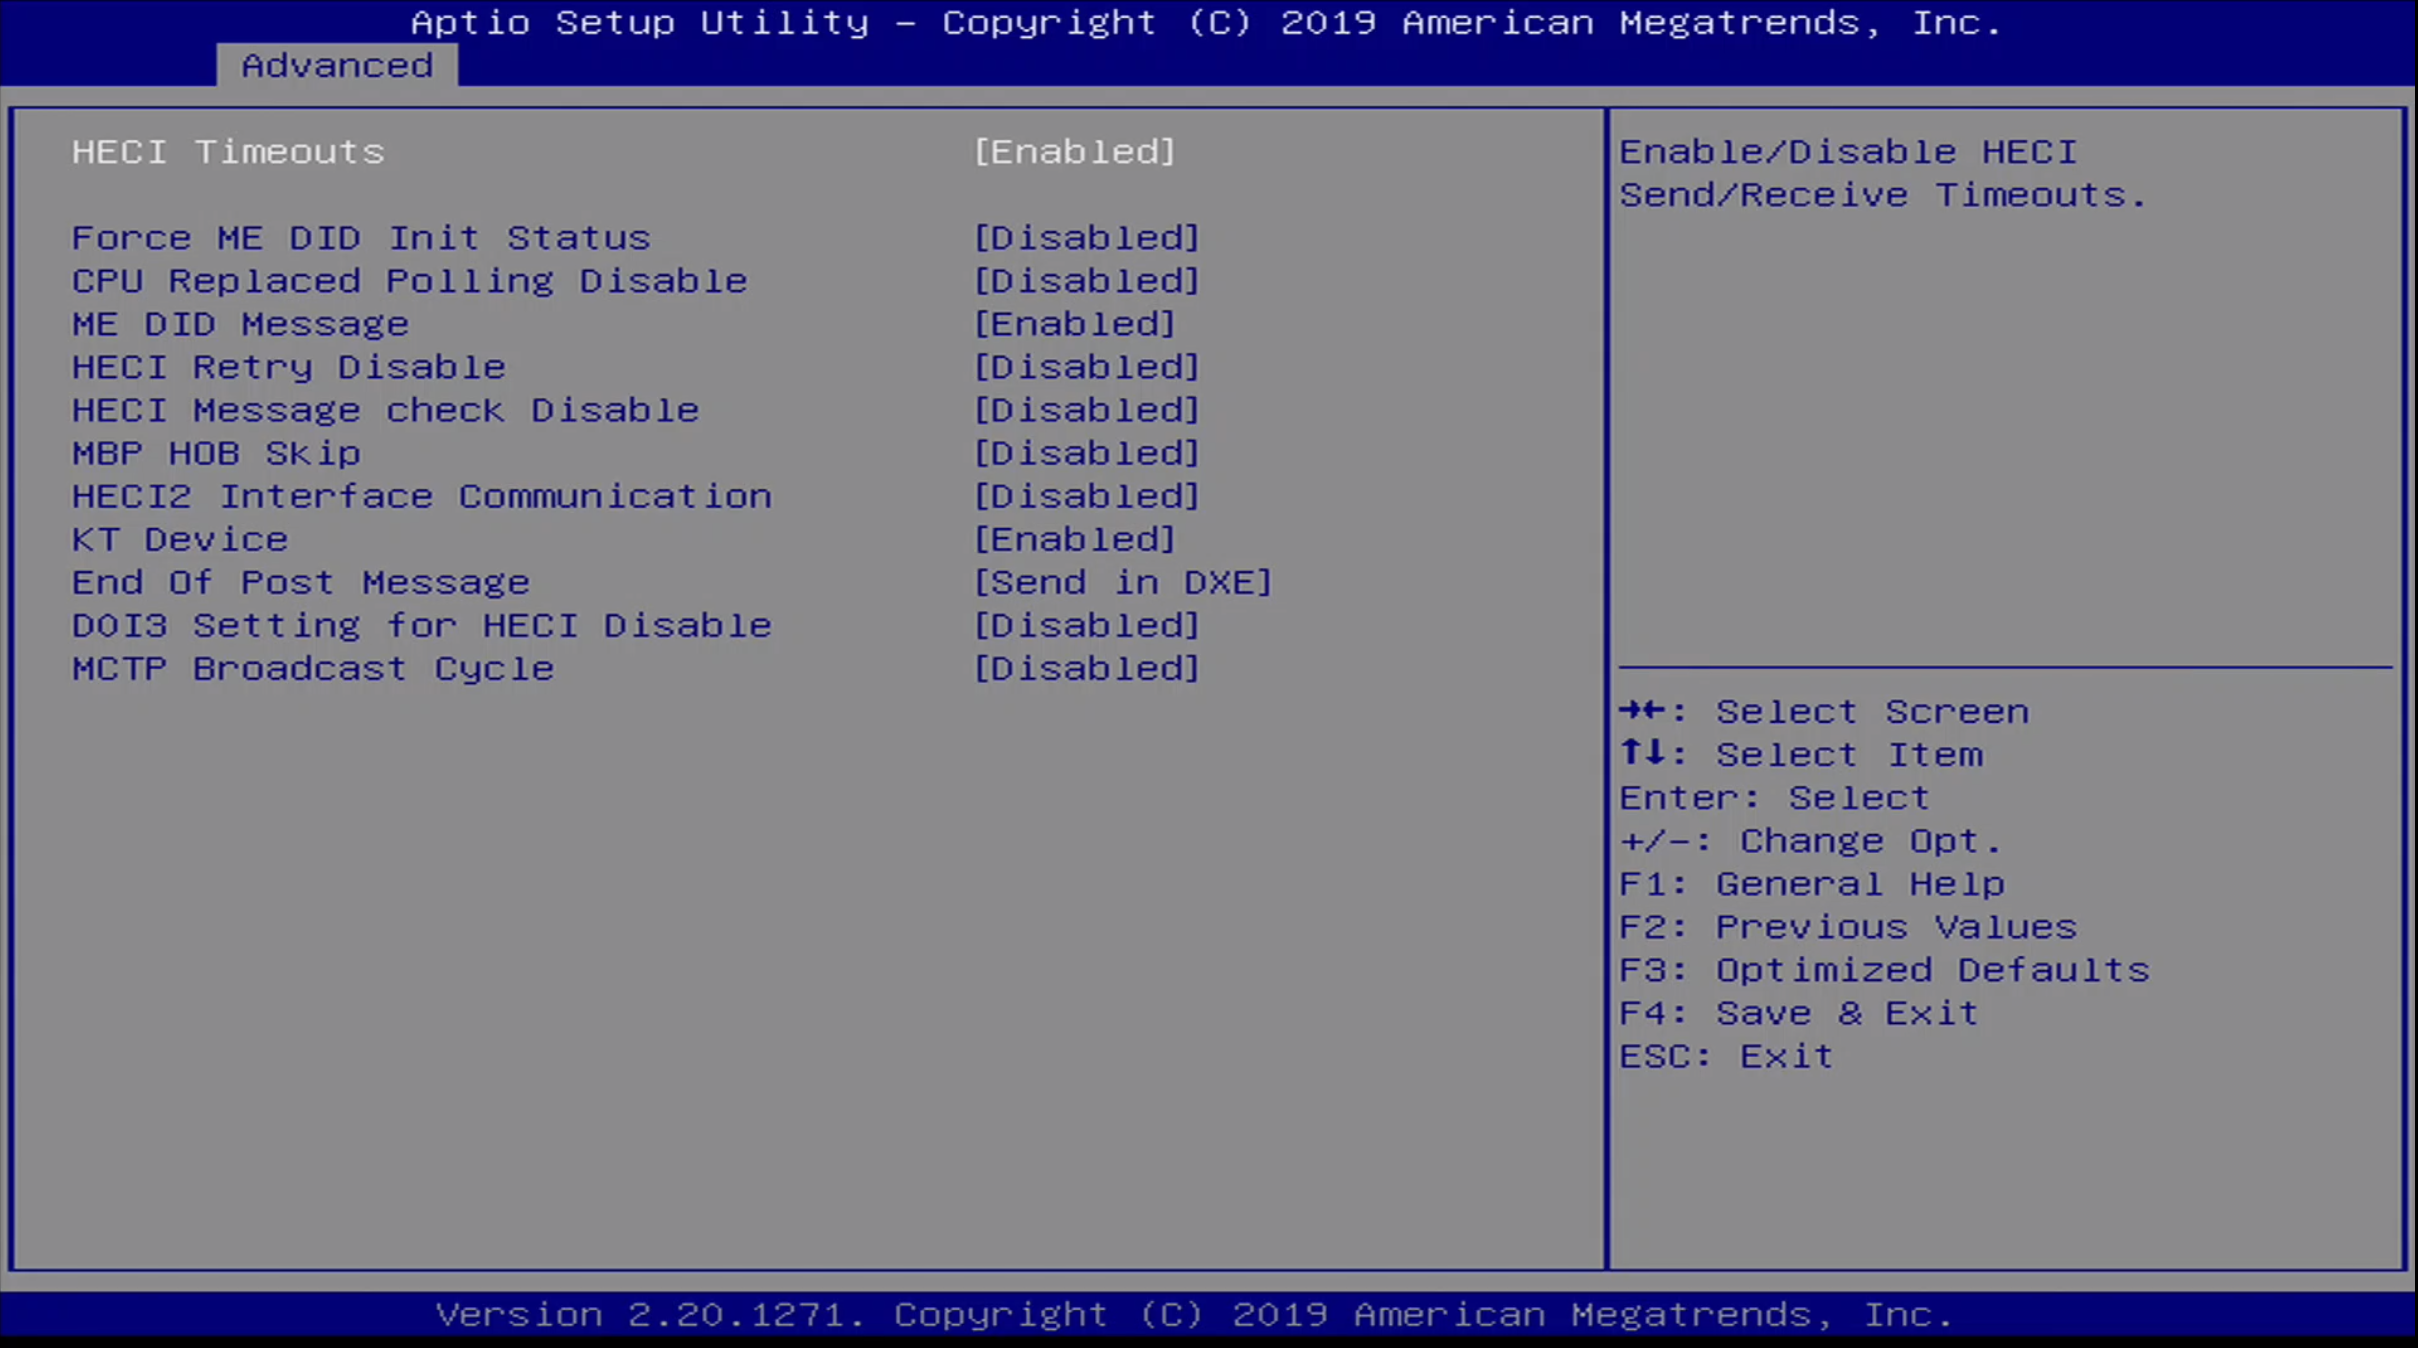 Aptio Setup Utility - Copyright (C) 2019 American Megatrends, Inc.
Advanced
HECI Timeouts [Enabled]
Force ME DID Init Status [Disabled]
CPU Replaced Polling Disable [Disabled]
ME DID Message [Enabled]
HECI Retry Disable [Disabled]
HECI Message check Disable [Disabled]
MBP HOB Skip [Disabled]
HECI2 Interface Communication [Disabled]
KT Device [Enabled]
End Of Post Message [Send in DXE]
D0I3 Setting for HECI Disable [Disabled]
MCTP Broadcast Cycle [Disabled]
Enable/Disable HECI
Send/Receive Timeouts.
→←: Select Screen
↑↓: Select Item
Enter: Select
+/-: Change Opt.
F1: General Help
F2: Previous Values
F3: Optimized Defaults
F4: Save & Exit
ESC: Exit
Version 2.20.1271. Copyright (C) 2019 American Megatrends, Inc.